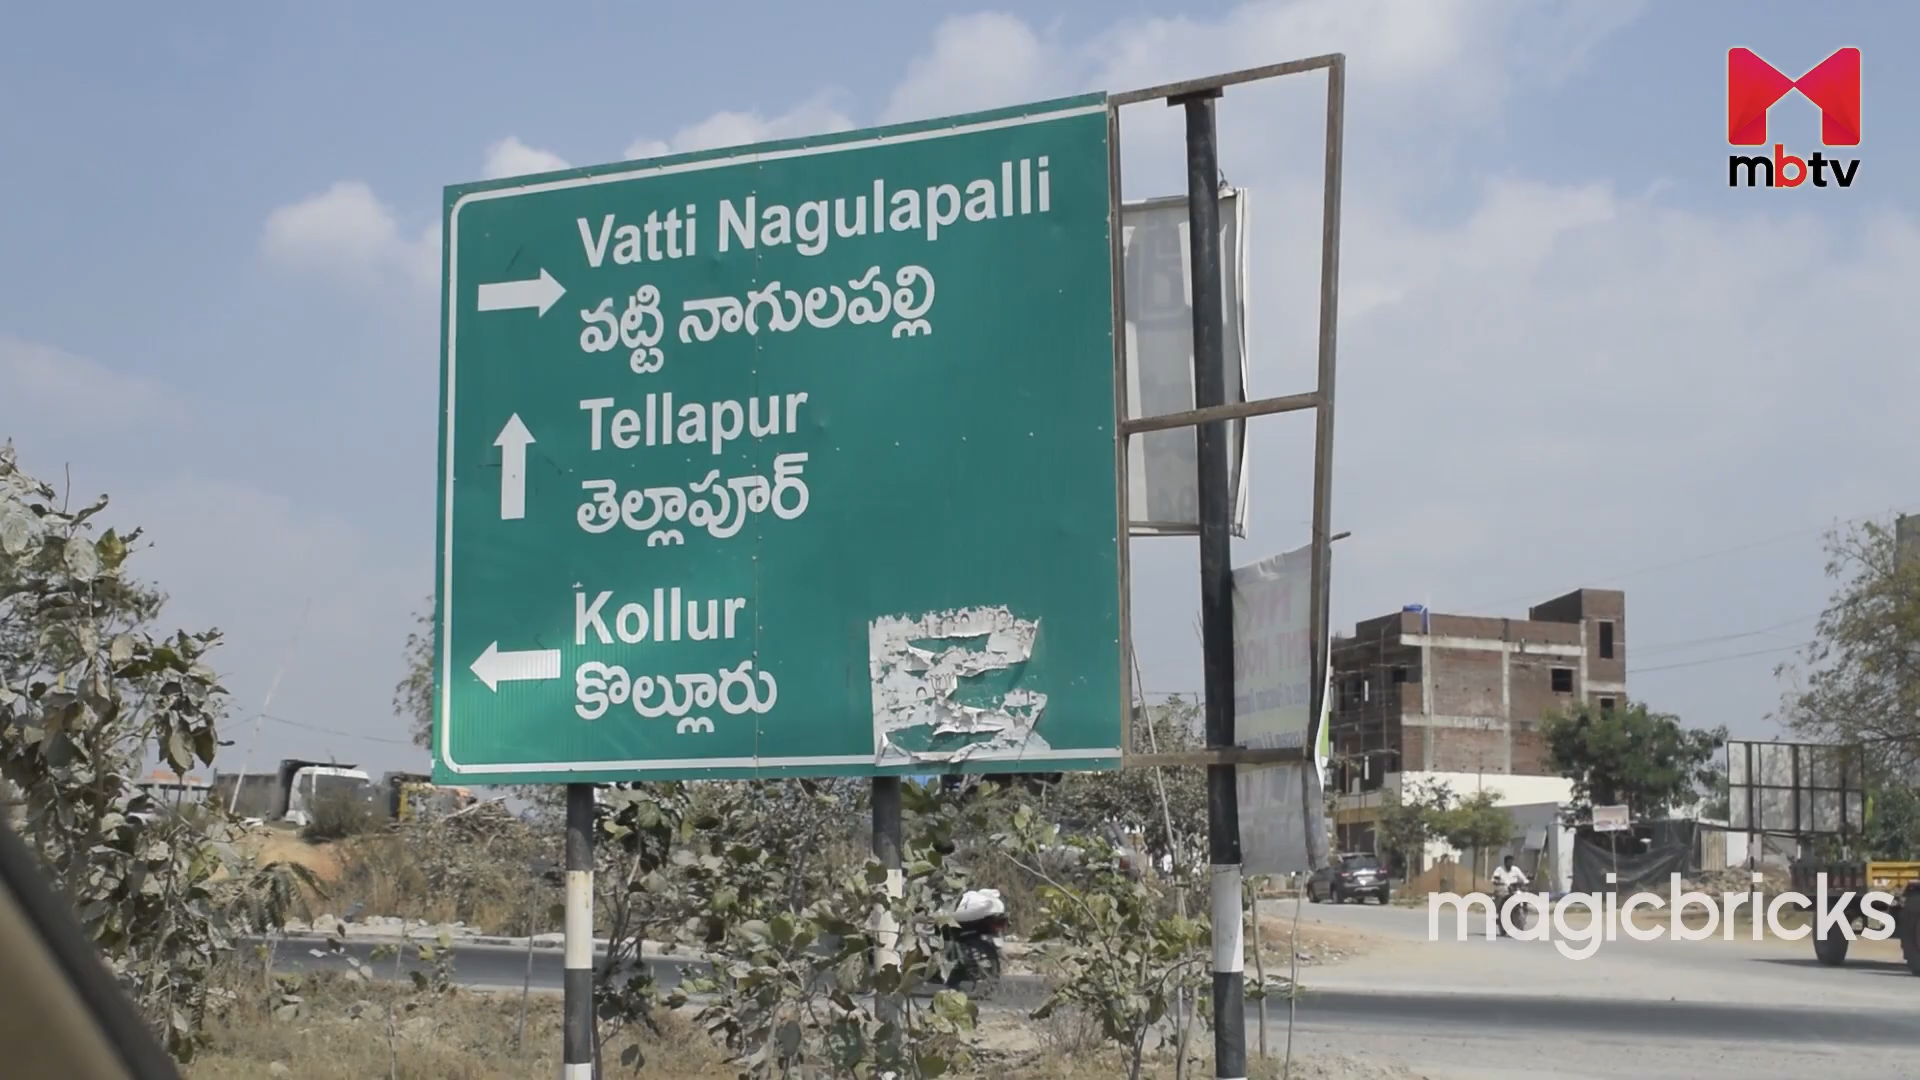 mbtv
Vatti Nagulapalli
వట్టి నాగులపల్లి
Tellapur
తెల్లాపూర్
Kollur
కొల్లూరు
magicbricks